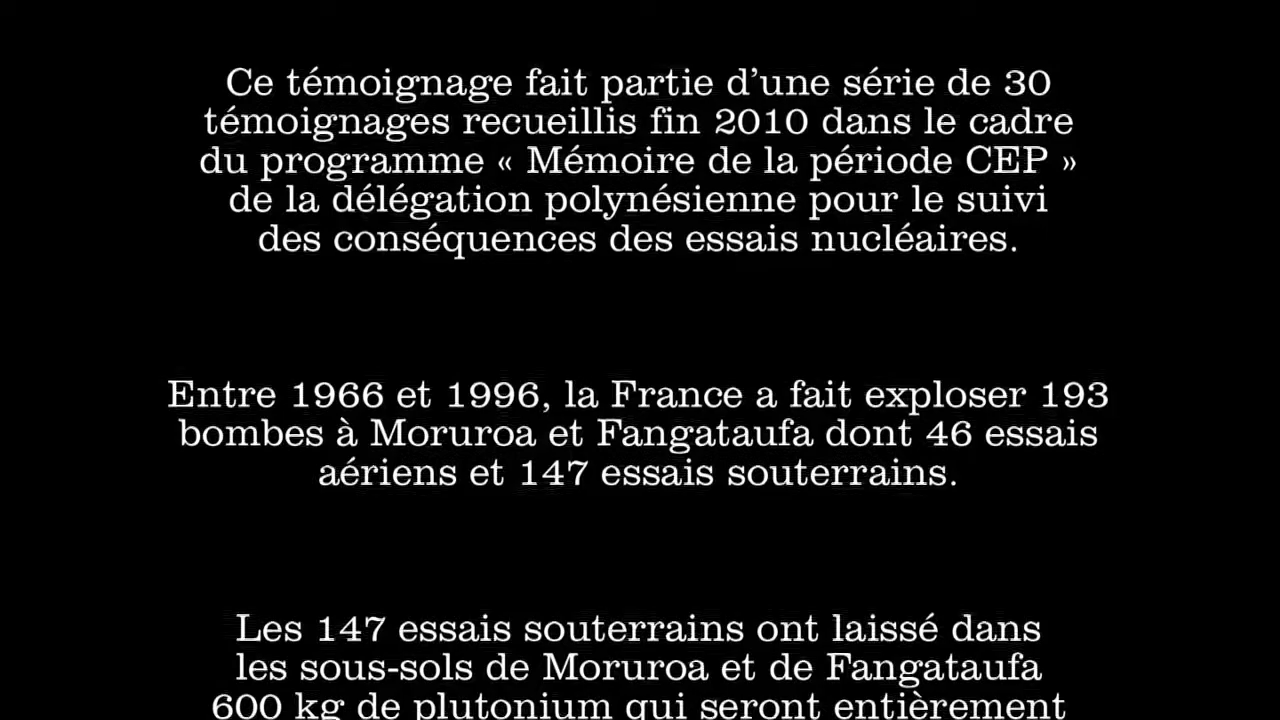 Ce témoignage fait partie d’une série de 30
témoignages recueillis fin 2010 dans le cadre
du programme « Mémoire de la période CEP »
de la délégation polynésienne pour le suivi
des conséquences des essais nucléaires.
Entre 1966 et 1996, la France a fait exploser 193
bombes à Moruroa et Fangataufa dont 46 essais
aériens et 147 essais souterrains.
Les 147 essais souterrains ont laissé dans
les sous-sols de Moruroa et de Fangataufa
600 kg de plutonium qui seront entièrement